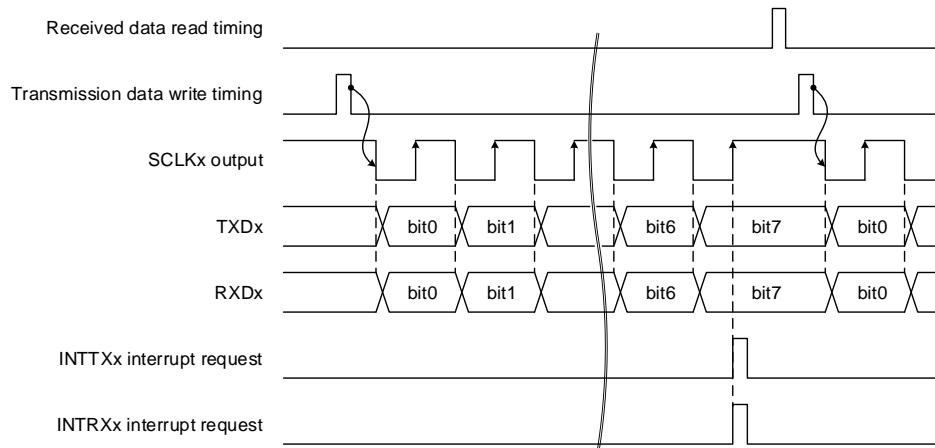 Received data read timing
Transmission data write timing
SCLKx output
TXDx bit0 bit1 bit6 bit7 bit0
RXDx bit0 bit1 bit6 bit7 bit0
INTTXx interrupt request
INTRXx interrupt request